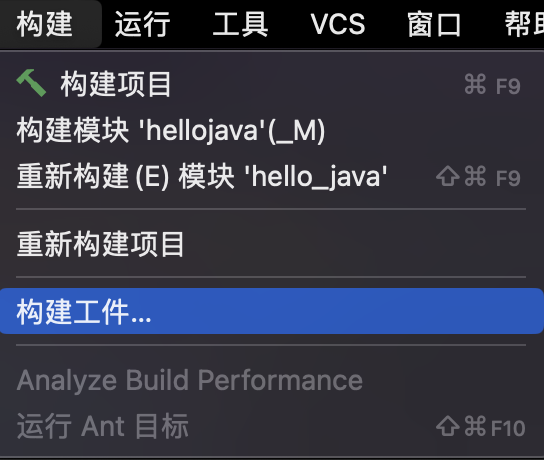 构建 运行 工具 VCS 窗口 帮助
构建项目 ⌘ F9
构建模块 'hellojava'(_M)
重新构建(E) 模块 'hello_java' ⇧⌘ F9
重新构建项目
构建工件...
Analyze Build Performance
运行 Ant 目标 ⇧⌘F10